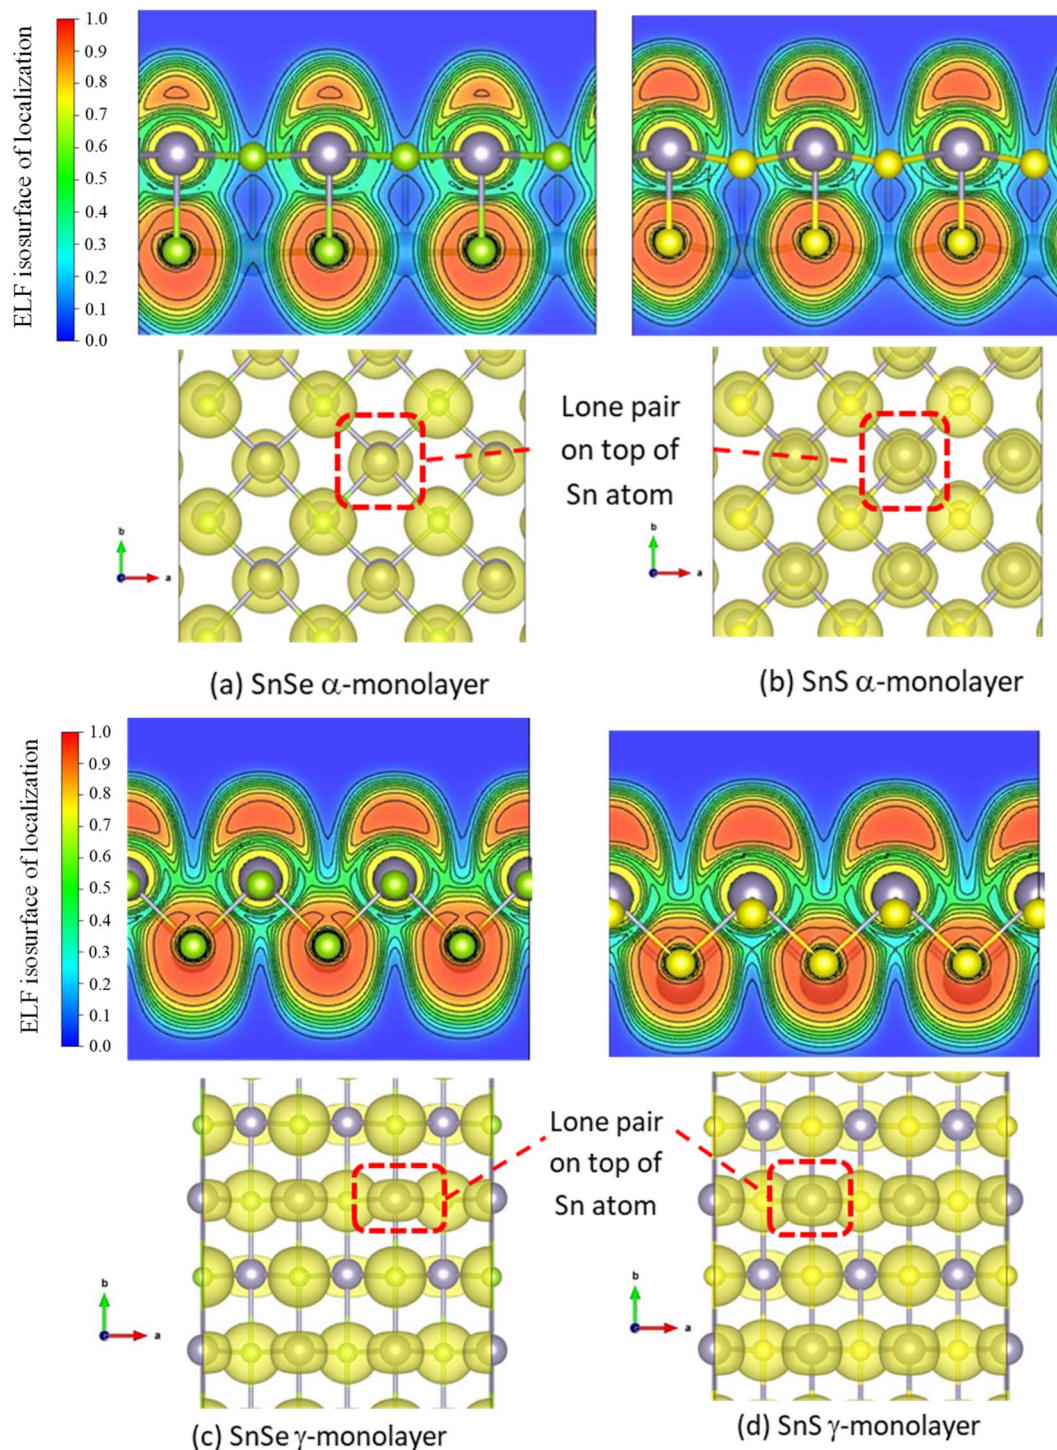 ELF isosurface of localization
1.0
0.9
0.8
0.7
0.6
0.5
0.4
0.3
0.2
0.1
0.0
Lone pair
on top of
Sn atom
b
a
b
a
(a) SnSe α-monolayer
(b) SnS α-monolayer
ELF isosurface of localization
1.0
0.9
0.8
0.7
0.6
0.5
0.4
0.3
0.2
0.1
0.0
Lone pair
on top of
Sn atom
b
a
b
a
(c) SnSe γ-monolayer
(d) SnS γ-monolayer